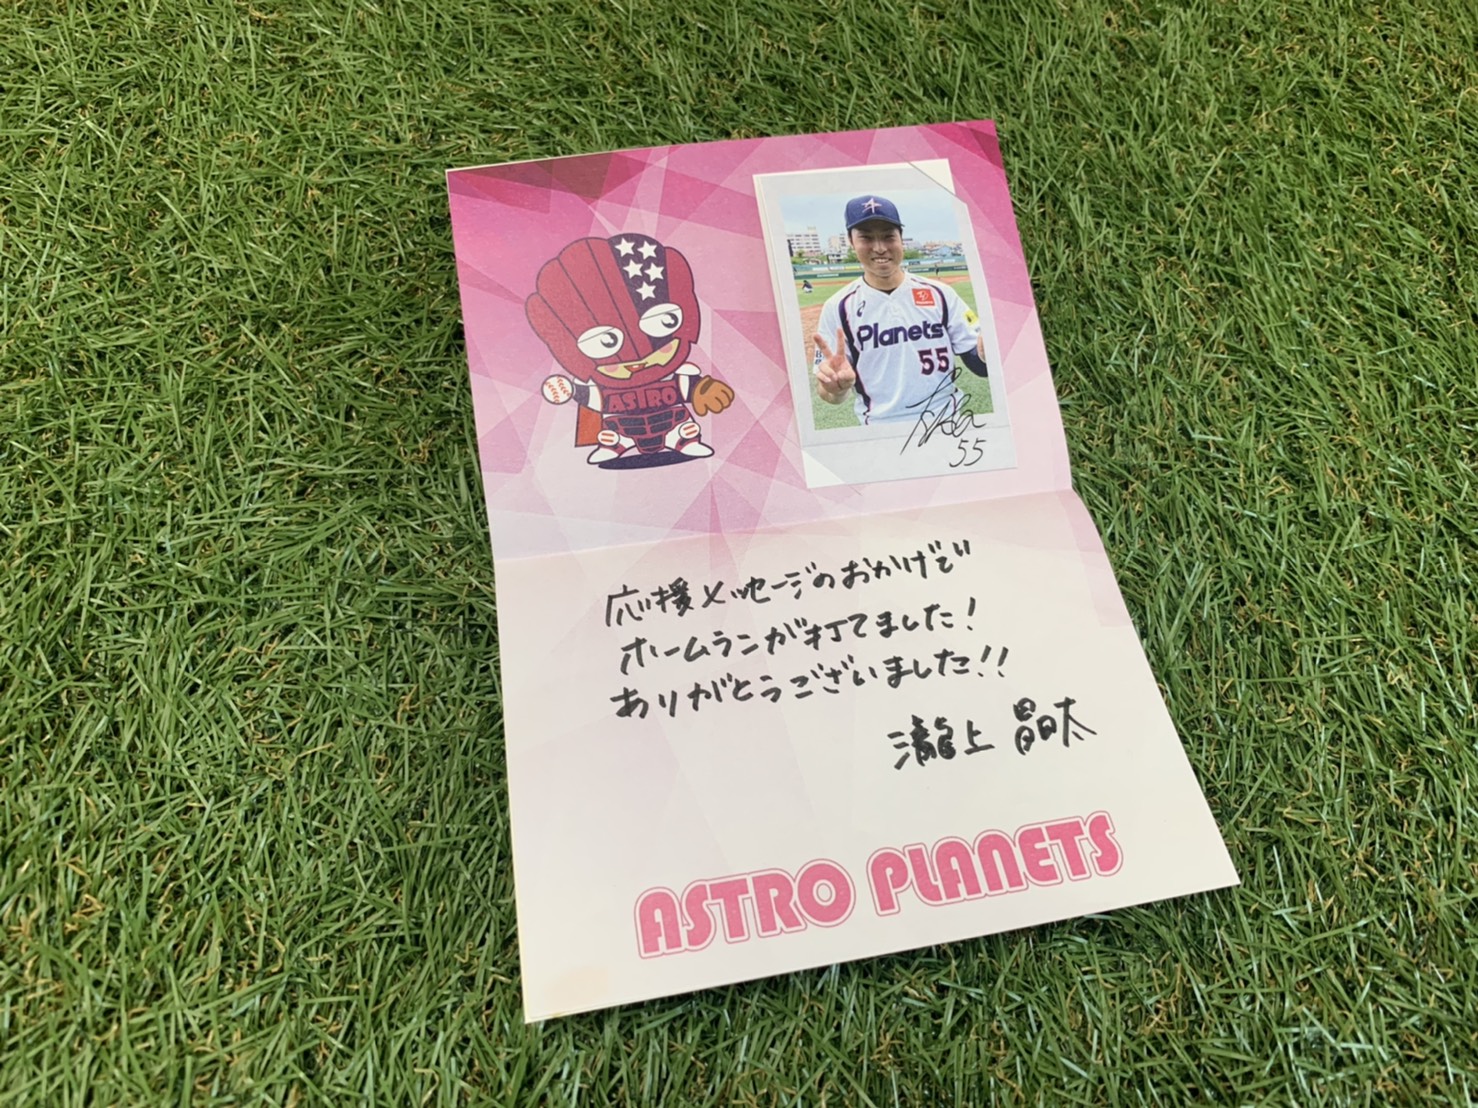 ASTRO
Planets
55
55
応援メッセージのおかげで
ホームランが打てました!
ありがとうございました!!
瀧上 晶太
ASTRO PLANETS